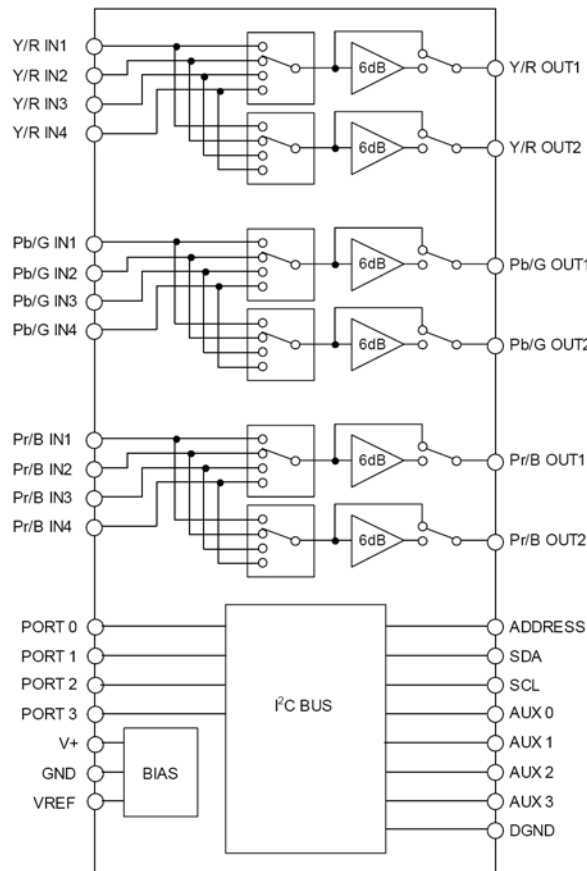 Y/R IN1
Y/R IN2
Y/R IN3
Y/R IN4
6dB
Y/R OUT1
6dB
Y/R OUT2
Pb/G IN1
Pb/G IN2
Pb/G IN3
Pb/G IN4
6dB
Pb/G OUT1
6dB
Pb/G OUT2
Pr/B IN1
Pr/B IN2
Pr/B IN3
Pr/B IN4
6dB
Pr/B OUT1
6dB
Pr/B OUT2
PORT 0
PORT 1
PORT 2
PORT 3
V+
GND
VREF
BIAS
I²C BUS
ADDRESS
SDA
SCL
AUX 0
AUX 1
AUX 2
AUX 3
DGND